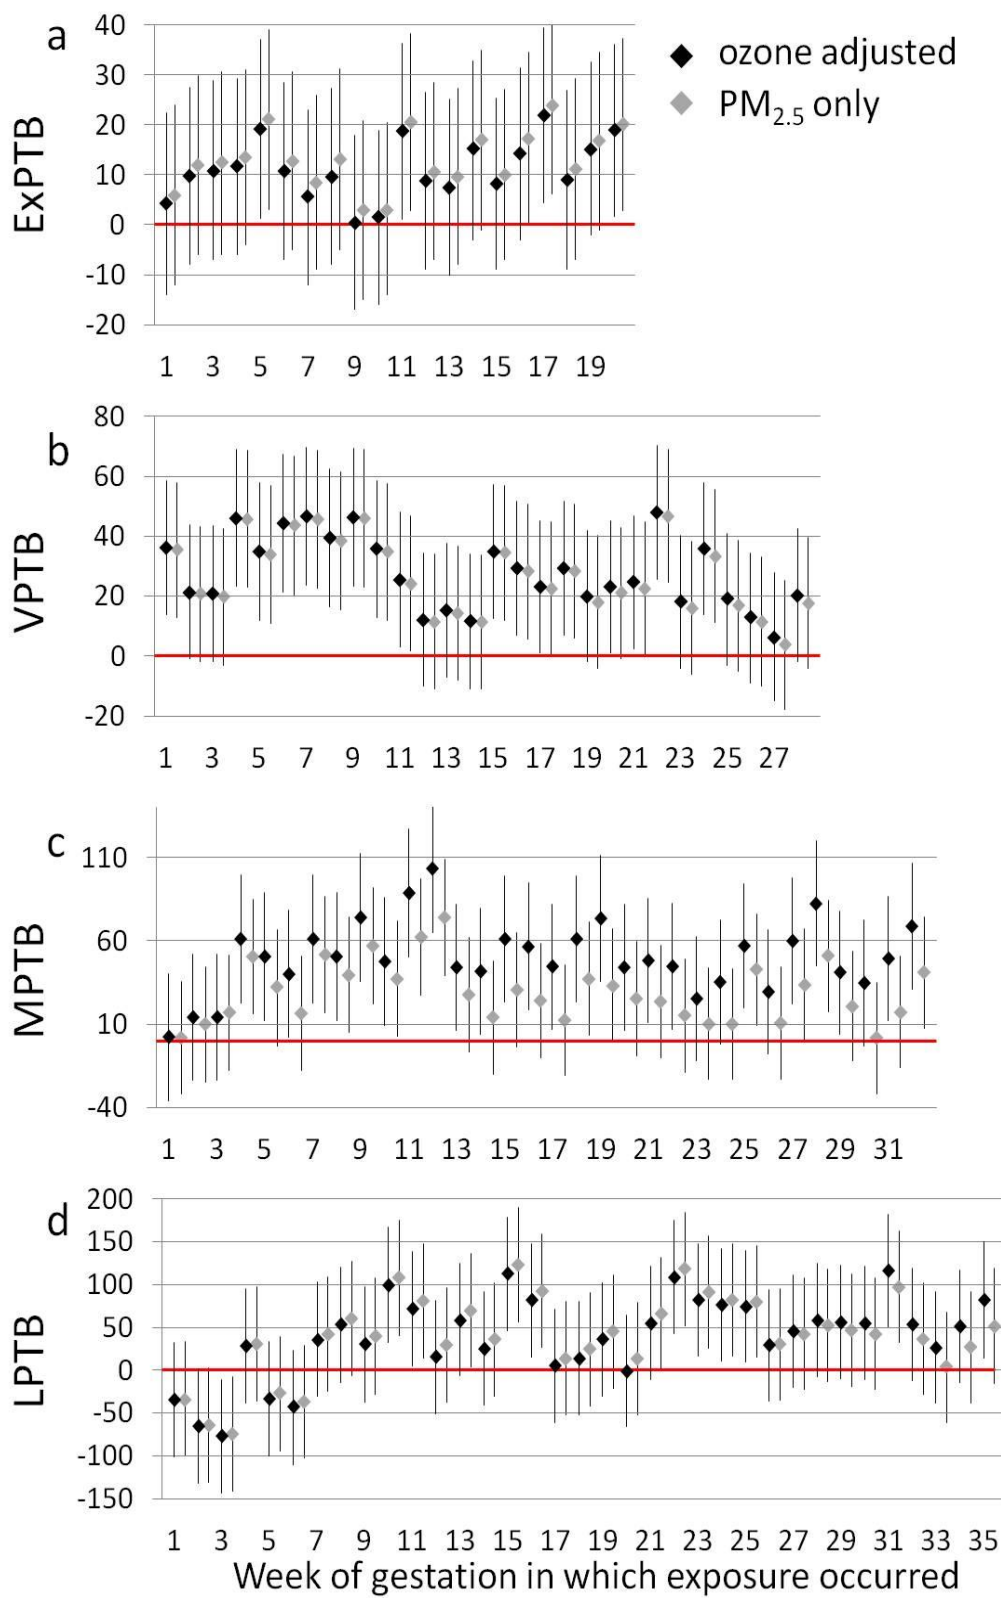 a
ozone adjusted
PM2.5 only
ExPTB
40
30
20
10
0
-10
-20
1 3 5 7 9 11 13 15 17 19
b
VPTB
80
60
40
20
0
-20
1 3 5 7 9 11 13 15 17 19 21 23 25 27
c
MPTB
110
60
10
-40
1 3 5 7 9 11 13 15 17 19 21 23 25 27 29 31
d
LPTB
200
150
100
50
0
-50
-100
-150
1 3 5 7 9 11 13 15 17 19 21 23 25 27 29 31 33 35
Week of gestation in which exposure occurred